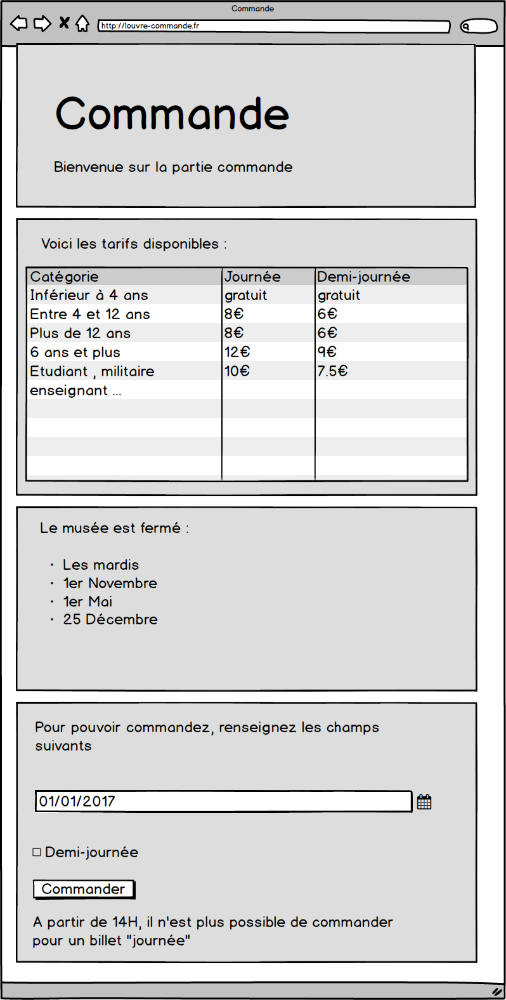 Commande
http://louvre-commande.fr
Commande
Bienvenue sur la partie commande
Voici les tarifs disponibles :
Catégorie Journée Demi-journée
Inférieur à 4 ans gratuit gratuit
Entre 4 et 12 ans 8€ 6€
Plus de 12 ans 8€ 6€
6 ans et plus 12€ 9€
Etudiant , militaire 10€ 7.5€
enseignant ...
Le musée est fermé :
• Les mardis
• 1er Novembre
• 1er Mai
• 25 Décembre
Pour pouvoir commandez, renseignez les champs
suivants
01/01/2017
Demi-journée
Commander
A partir de 14H, il n'est plus possible de commander
pour un billet "journée"